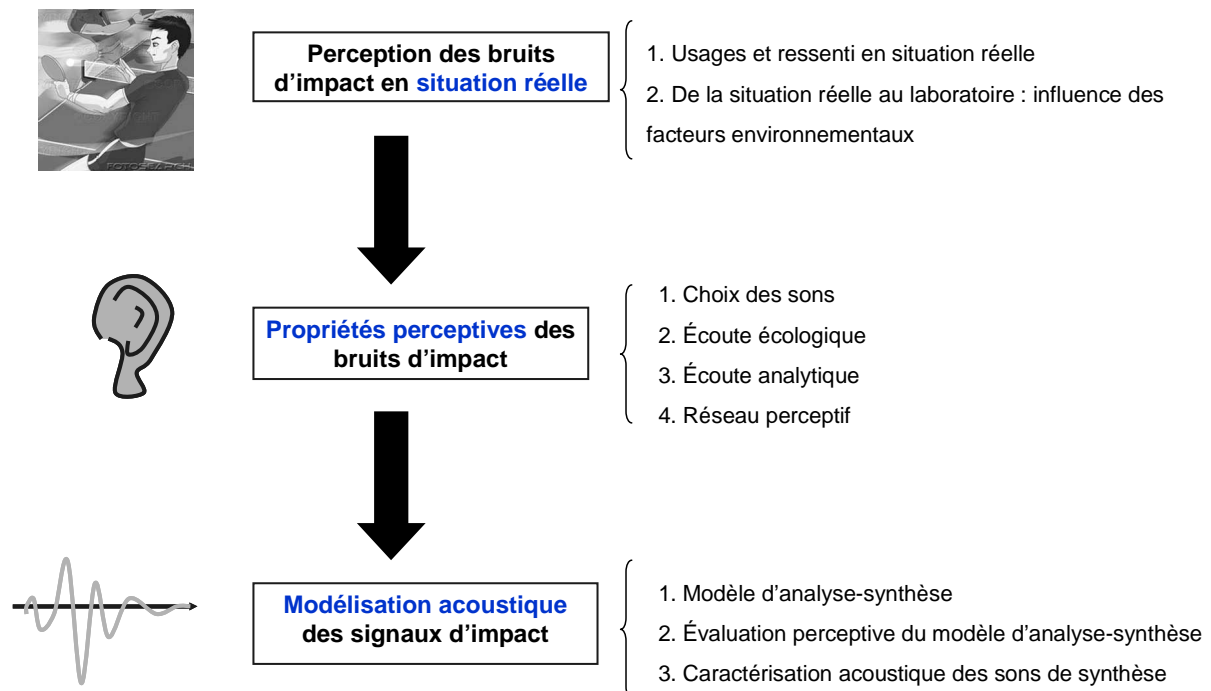 Perception des bruits
d'impact en situation réelle
1. Usages et ressenti en situation réelle
2. De la situation réelle au laboratoire : influence des
facteurs environnementaux
FOTOSEARCH
Propriétés perceptives des
bruits d'impact
1. Choix des sons
2. Écoute écologique
3. Écoute analytique
4. Réseau perceptif
Modélisation acoustique
des signaux d'impact
1. Modèle d'analyse-synthèse
2. Évaluation perceptive du modèle d'analyse-synthèse
3. Caractérisation acoustique des sons de synthèse